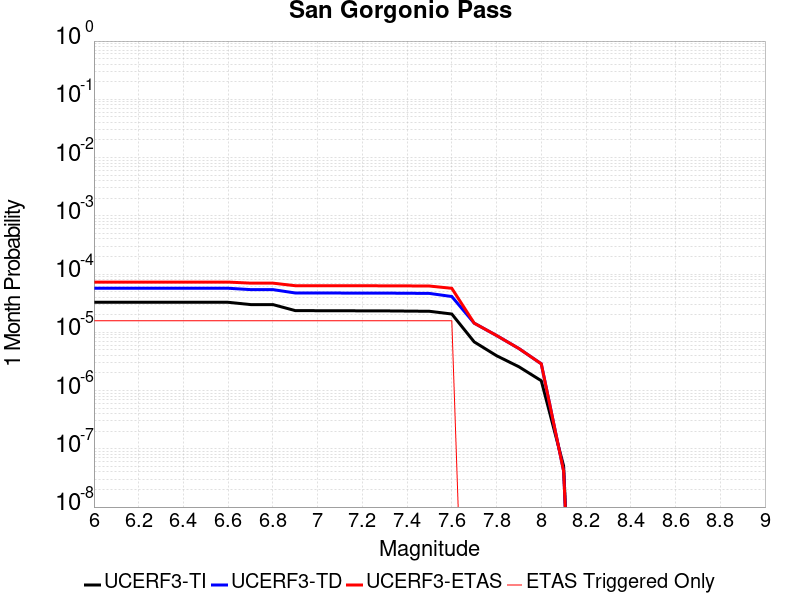 San Gorgonio Pass
10^0
10^-1
10^-2
10^-3
10^-4
10^-5
10^-6
10^-7
10^-8
1 Month Probability
6 6.2 6.4 6.6 6.8 7 7.2 7.4 7.6 7.8 8 8.2 8.4 8.6 8.8 9
Magnitude
UCERF3-TI UCERF3-TD UCERF3-ETAS ETAS Triggered Only